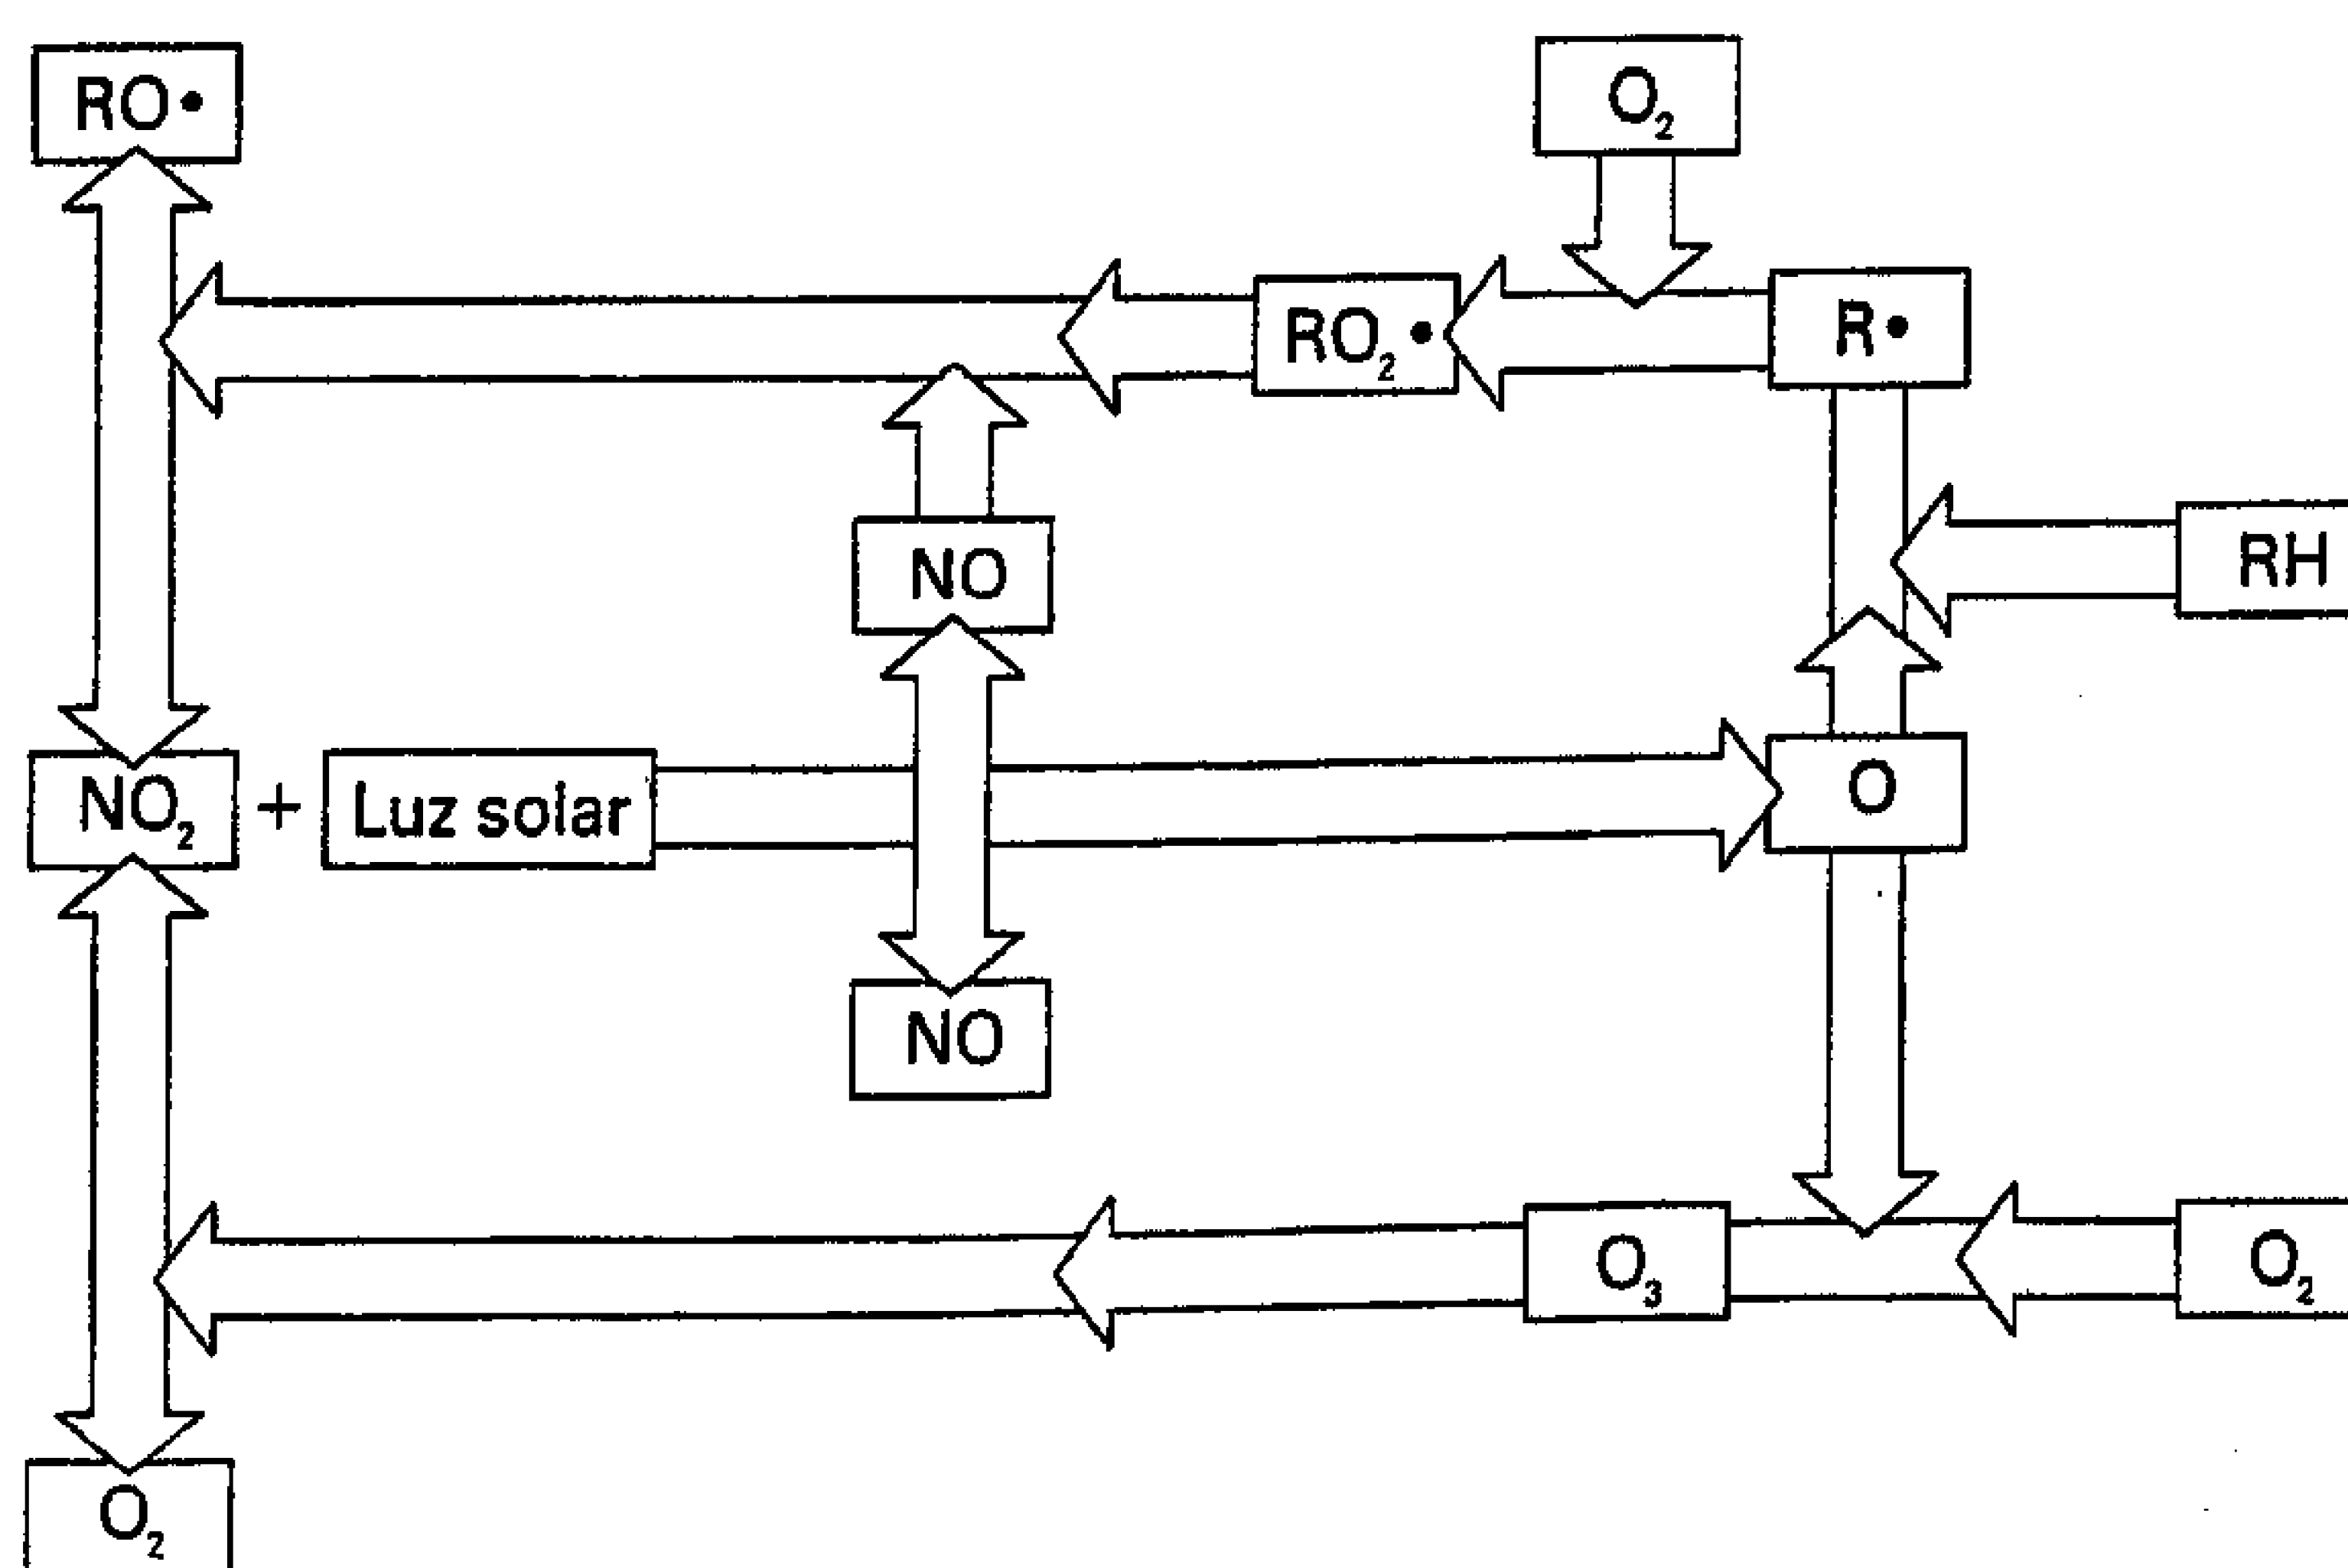 RO•
O₂
RO₂•
R•
NO
RH
NO₂ + Luz solar
O
NO
O₃
O₂
O₂